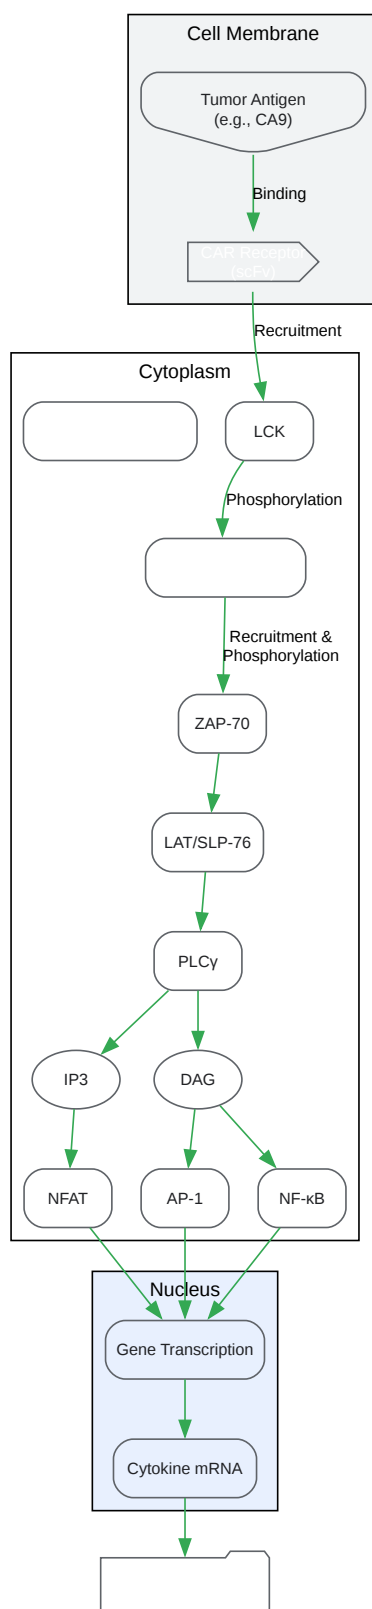 Cell Membrane
Tumor Antigen
(e.g., CA9)
Binding
CAR Receptor
(scFv)
Recruitment
Cytoplasm
LCK
Phosphorylation
Recruitment &
Phosphorylation
ZAP-70
LAT/SLP-76
PLCγ
IP3
DAG
NFAT
AP-1
NF-κB
Nucleus
Gene Transcription
Cytokine mRNA